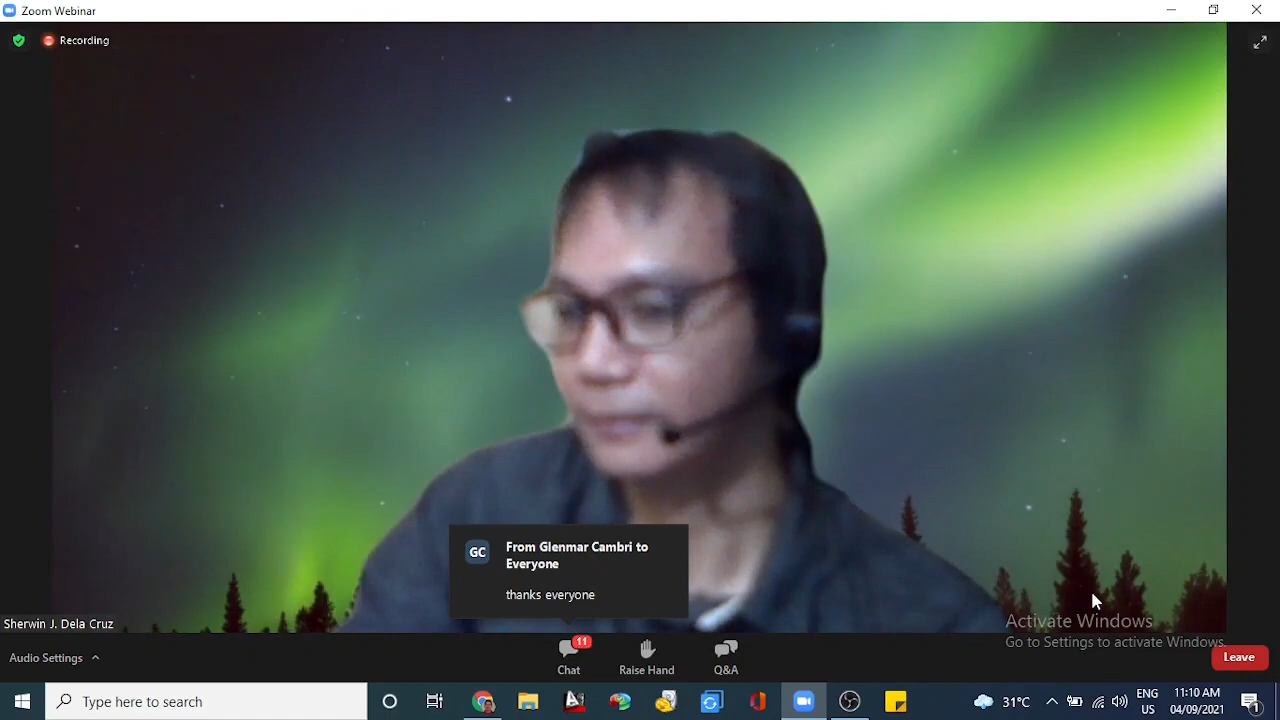 Zoom Webinar
Recording
From Glenmar Cambri to
Everyone
GC
thanks everyone
Sherwin J. Dela Cruz
Activate Windows
Go to Settings to activate Windows.
Audio Settings
11
Chat
Raise Hand
Q&A
Leave
Type here to search
31°C
ENG
US
11:10 AM
04/09/2021
1